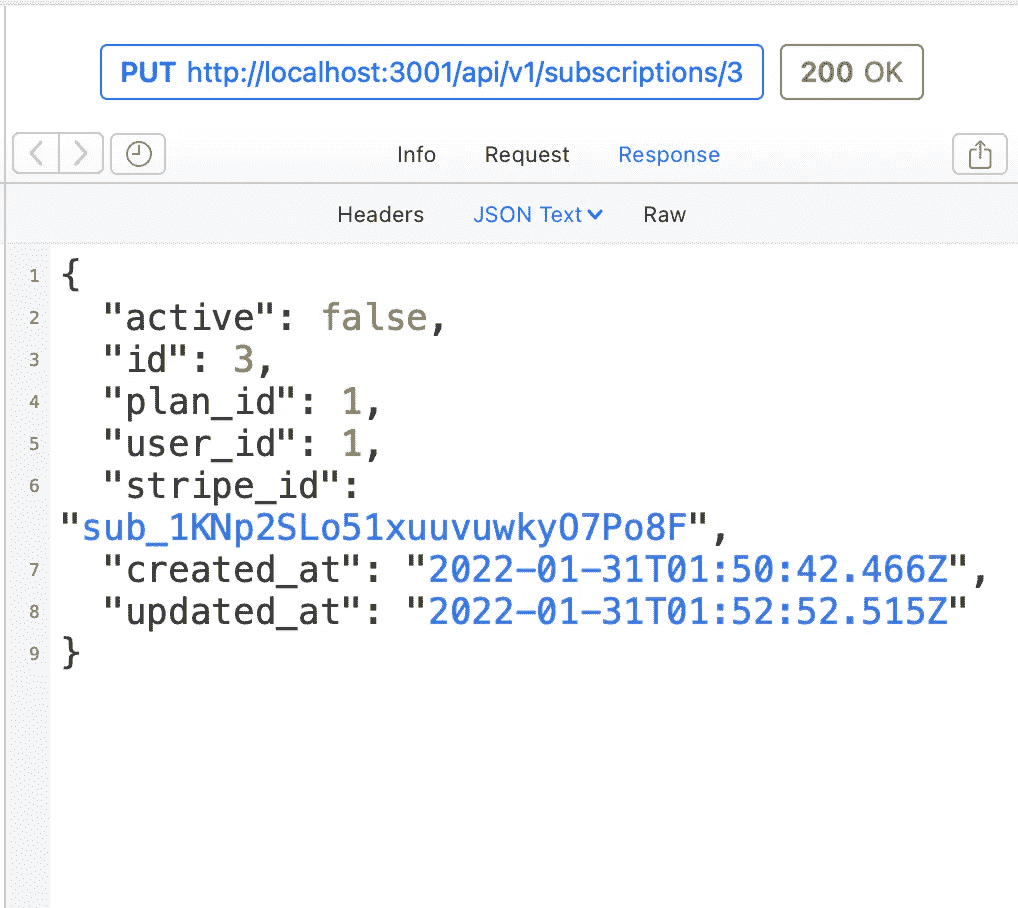 PUT http://localhost:3001/api/v1/subscriptions/3 200 OK
Info Request Response
Headers JSON Text Raw
1 {
2 "active": false,
3 "id": 3,
4 "plan_id": 1,
5 "user_id": 1,
6 "stripe_id":
"sub_1KNp2SLo51xuuvuwkyO7Po8F",
7 "created_at": "2022-01-31T01:50:42.466Z",
8 "updated_at": "2022-01-31T01:52:52.515Z"
9 }